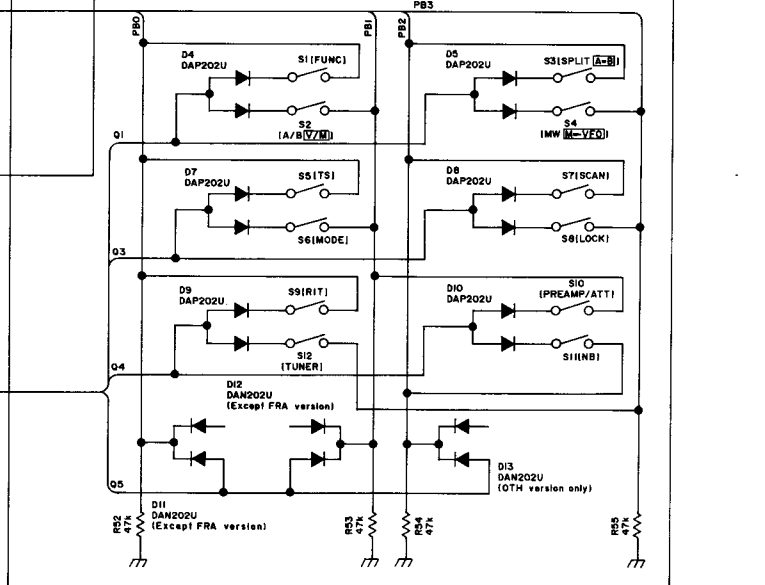 PB3
PB0
PB1
PB2
D4
DAP202U
S1[FUNC]
D5
DAP202U
S3[SPLIT A=B]
S2
[A/B V/M]
S4
[MW M↔VFO]
Q1
D7
DAP202U
S5[TS]
D8
DAP202U
S7[SCAN]
S6[MODE]
S8[LOCK]
Q3
D9
DAP202U
S9[RIT]
D10
DAP202U
S10
[PREAMP/ATT]
S12
[TUNER]
S11[NB]
Q4
D12
DAN202U
(Except FRA version)
D13
DAN202U
(OTH version only)
Q5
D11
DAN202U
(Except FRA version)
R52
47k
R53
47k
R54
47k
R55
47k